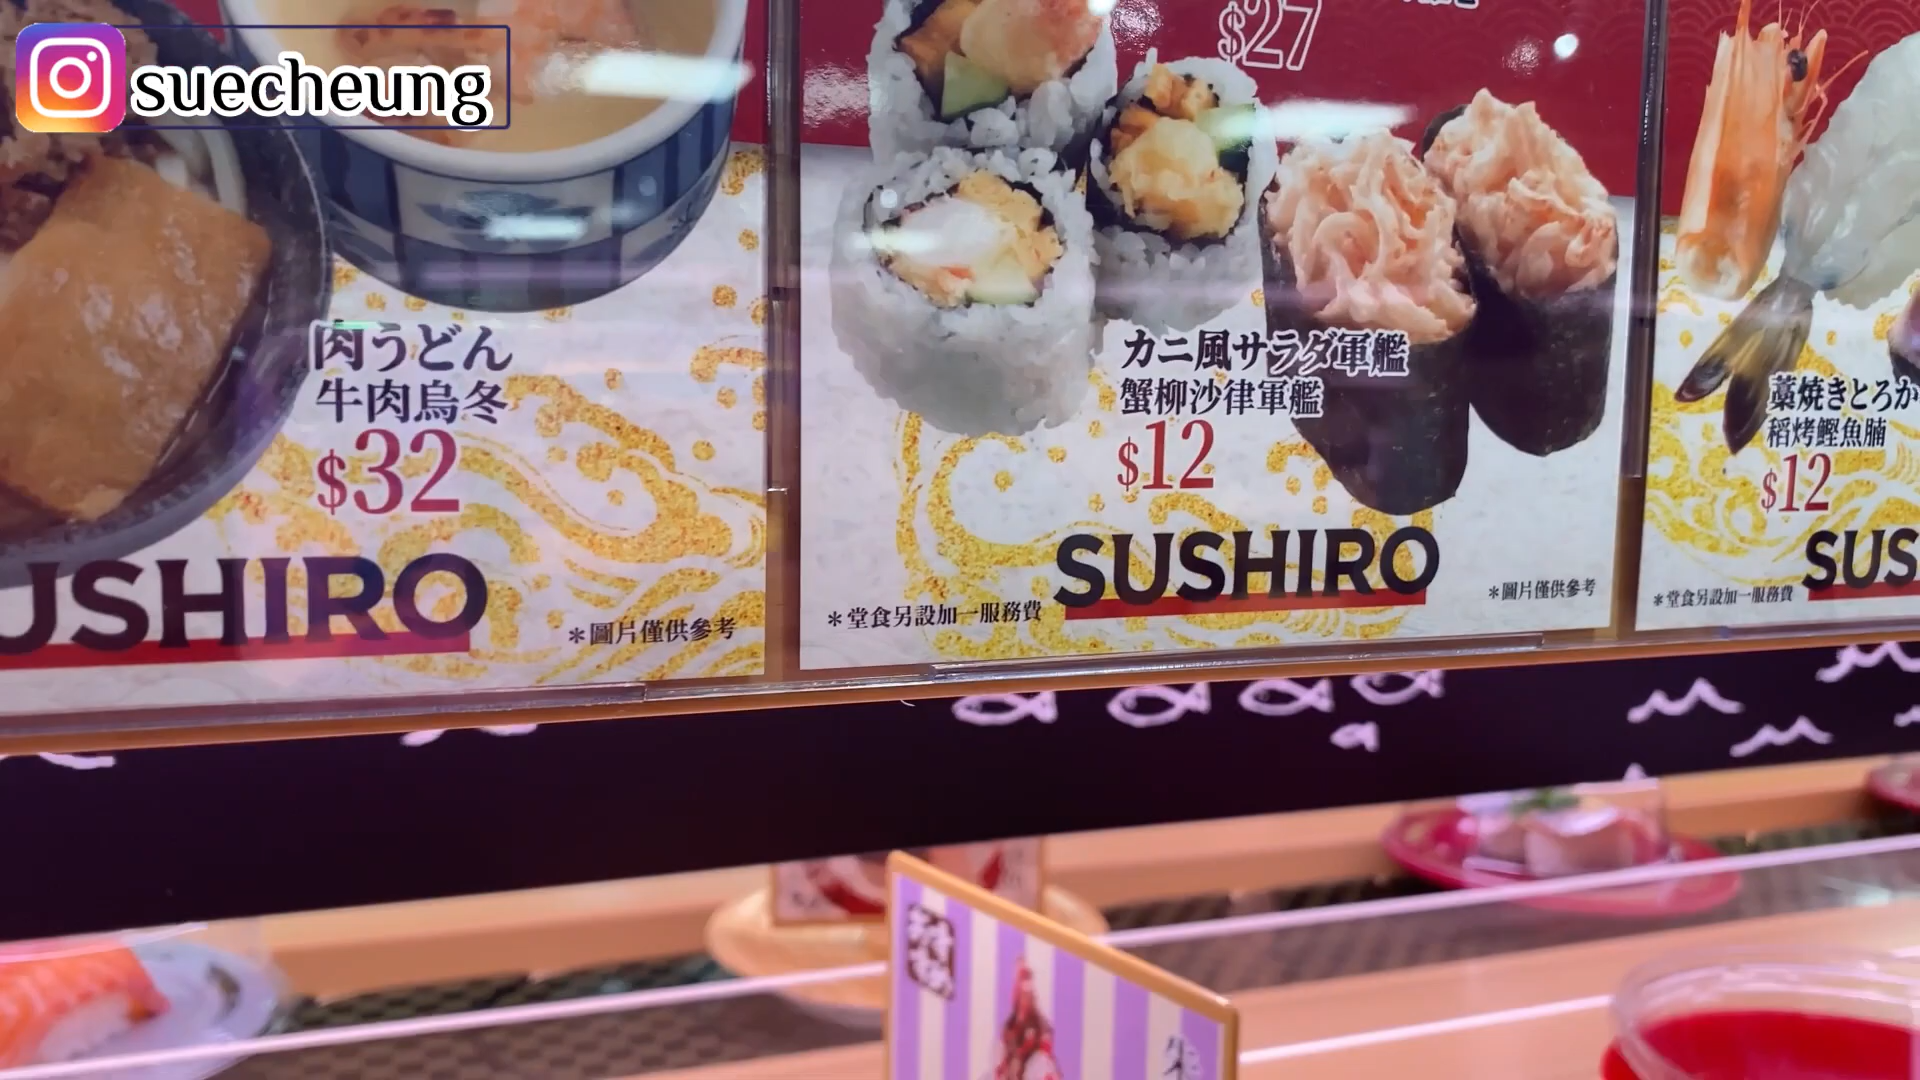 suecheung
$27
肉うどん
牛肉烏冬
$32
USHIRO
*圖片僅供參考
カニ風サラダ軍艦
蟹柳沙律軍艦
$12
SUSHIRO
*堂食另設加一服務費
*圖片僅供參考
藁焼きとろか
稻烤鰹魚腩
$12
SUS
*堂食另設加一服務費